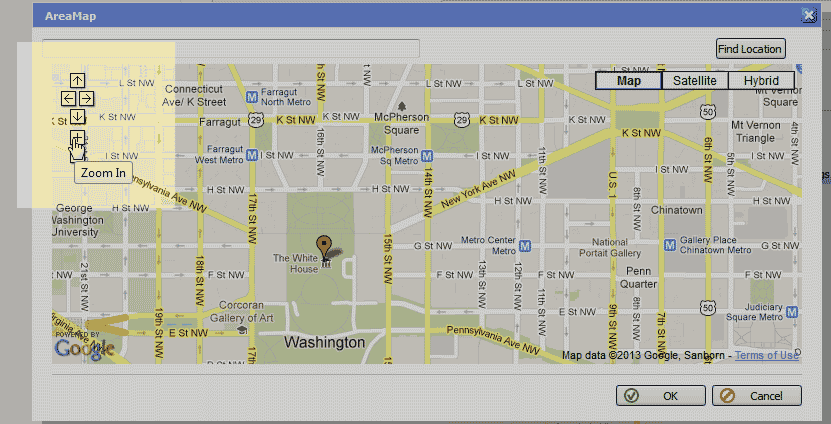 AreaMap
Find Location
Map
Satellite
Hybrid
L St NW
L St NW
L St NW
Connecticut
Ave/ K Street
Farragut
North Metro
McPherson
Square
Mt Vernon
Square
Farragut
K St NW
29
K St NW
29
K St NW
50
K St NW
Mt Vernon
Triangle
16th St NW
Farragut
West Metro
I St NW
McPherson
Sq Metro
I St NW
11th St NW
6th St NW
5th St NW
Zoom In
Pennsylvania Ave NW
H St NW
H St NW
17th St NW
14th St NW
New York Ave NW
U.S. 1
8th St NW
H St NW
George
Washington
University
Chinatown
The White
House
15th St NW
Metro Center
Metro
G St NW
National
Portrait Gallery
Gallery Place
Chinatown Metro
21st St NW
18th St NW
F St NW
13th St NW
12th St NW
F St NW
F St NW
Penn
Quarter
11th St NW
Corcoran
Gallery of Art
E St NW
9th St NW
7th St NW
50
Judiciary
Square Metro
Virginia Ave NW
19th St NW
E St NW
Washington
Pennsylvania Ave NW
POWERED BY
Google
Map data ©2013 Google, Sanborn - Terms of Use
OK
Cancel